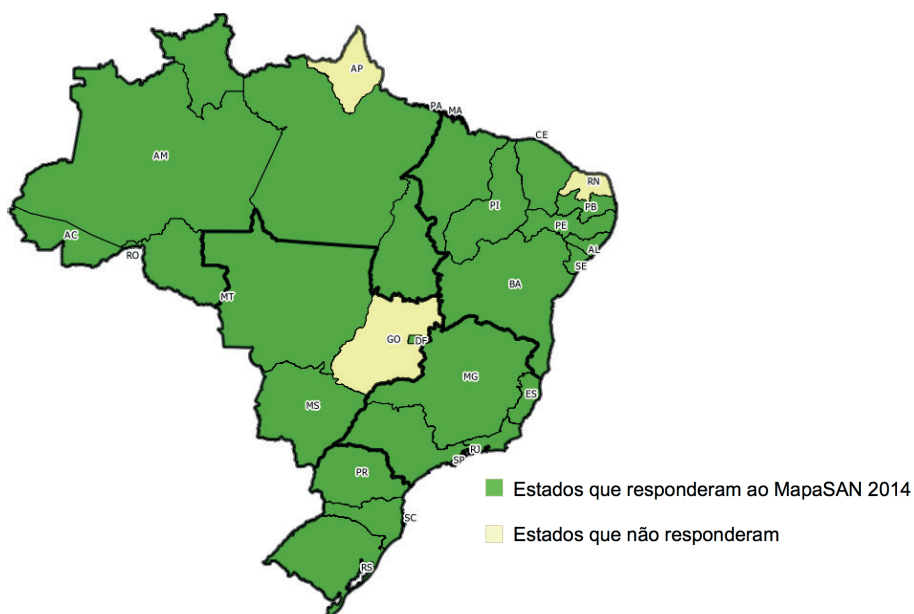 AP
PA MA
CE
AM
RN
PI
PB
PE
AC
AL
RO
SE
BA
MT
GO
DF
MG
ES
MS
RJ
SP
PR
Estados que responderam ao MapaSAN 2014
SC
Estados que não responderam
RS